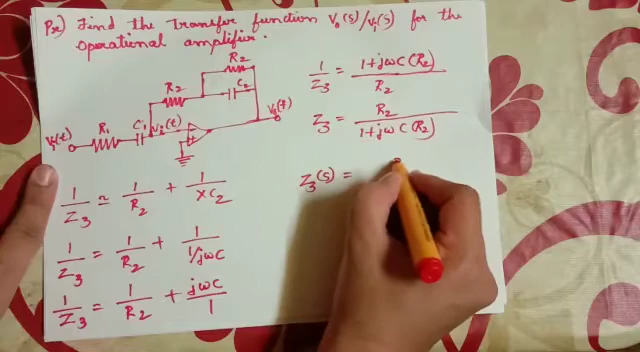 Pr) Find the transfer function V₀(s)/Vᵢ(s) for the
operational amplifier.
R₂
R₂
C₂
V₀(t)
Vᵢ(t)
R₁
C₁
Vᵢ(t)
1/Z₃ = 1/R₂ + 1/XC₂
1/Z₃ = 1/R₂ + 1/1/jωC
1/Z₃ = 1/R₂ + jωC/1
1/Z₃ = 1+jωC(R₂)/R₂
Z₃ = R₂/1+jωC(R₂)
Z₃(s) =